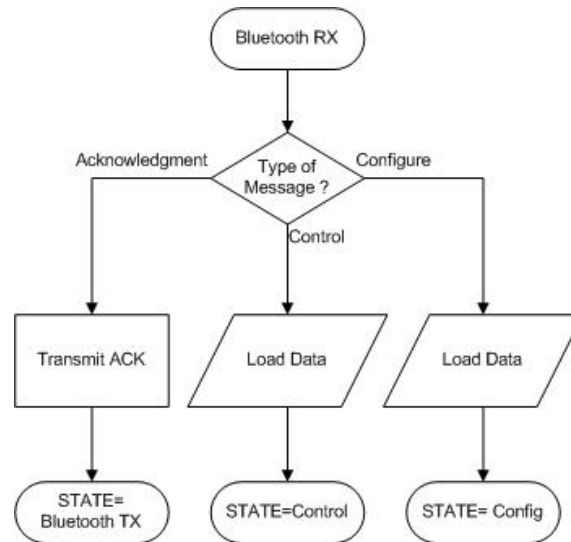 Bluetooth RX
Acknowledgment
Type of
Message ?
Configure
Control
Transmit ACK
Load Data
Load Data
STATE=
Bluetooth TX
STATE=Control
STATE= Config